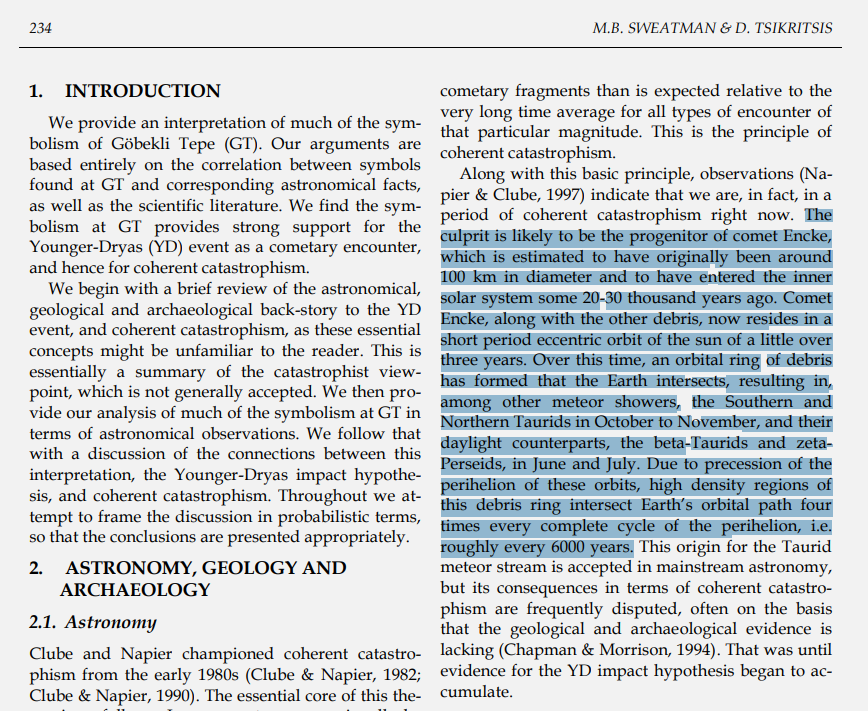 234
M.B. SWEATMAN & D. TSIKRITSIS
1. INTRODUCTION
We provide an interpretation of much of the sym-
bolism of Göbekli Tepe (GT). Our arguments are
based entirely on the correlation between symbols
found at GT and corresponding astronomical facts,
as well as the scientific literature. We find the sym-
bolism at GT provides strong support for the
Younger-Dryas (YD) event as a cometary encounter,
and hence for coherent catastrophism.
We begin with a brief review of the astronomical,
geological and archaeological back-story to the YD
event, and coherent catastrophism, as these essential
concepts might be unfamiliar to the reader. This is
essentially a summary of the catastrophist view-
point, which is not generally accepted. We then pro-
vide our analysis of much of the symbolism at GT in
terms of astronomical observations. We follow that
with a discussion of the connections between this
interpretation, the Younger-Dryas impact hypothe-
sis, and coherent catastrophism. Throughout we at-
tempt to frame the discussion in probabilistic terms,
so that the conclusions are presented appropriately.
2. ASTRONOMY, GEOLOGY AND
ARCHAEOLOGY
2.1. Astronomy
Clube and Napier championed coherent catastro-
phism from the early 1980s (Clube & Napier, 1982;
Clube & Napier, 1990). The essential core of this the-
cometary fragments than is expected relative to the
very long time average for all types of encounter of
that particular magnitude. This is the principle of
coherent catastrophism.
Along with this basic principle, observations (Na-
pier & Clube, 1997) indicate that we are, in fact, in a
period of coherent catastrophism right now. The
culprit is likely to be the progenitor of comet Encke,
which is estimated to have originally been around
100 km in diameter and to have entered the inner
solar system some 20-30 thousand years ago. Comet
Encke, along with the other debris, now resides in a
short period eccentric orbit of the sun of a little over
three years. Over this time, an orbital ring of debris
has formed that the Earth intersects, resulting in,
among other meteor showers, the Southern and
Northern Taurids in October to November, and their
daylight counterparts, the beta-Taurids and zeta-
Perseids, in June and July. Due to precession of the
perihelion of these orbits, high density regions of
this debris ring intersect Earth's orbital path four
times every complete cycle of the perihelion, i.e.
roughly every 6000 years. This origin for the Taurid
meteor stream is accepted in mainstream astronomy,
but its consequences in terms of coherent catastro-
phism are frequently disputed, often on the basis
that the geological and archaeological evidence is
lacking (Chapman & Morrison, 1994). That was until
evidence for the YD impact hypothesis began to ac-
cumulate.